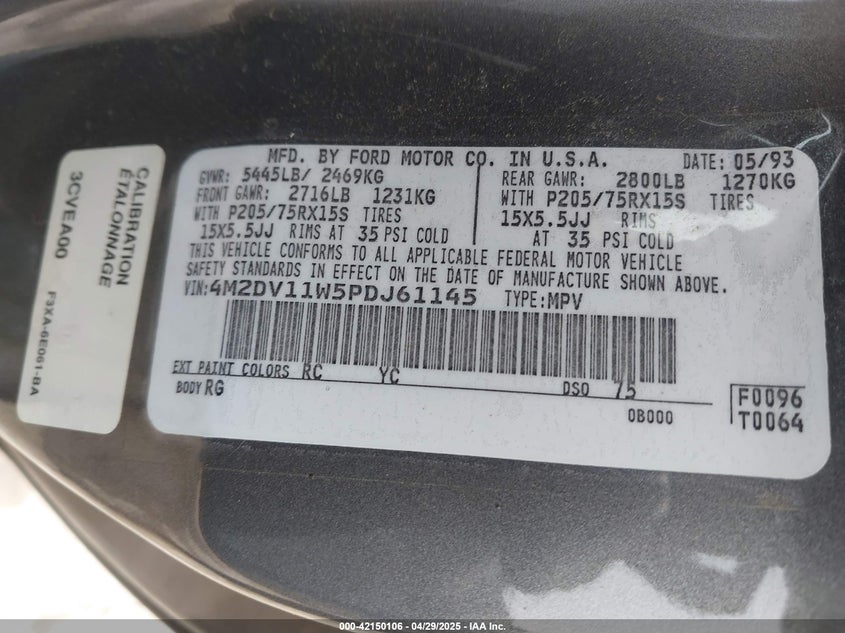 MFD. BY FORD MOTOR CO. IN U.S.A.
DATE: 05/93
GVWR: 5445LB/ 2469KG
FRONT GAWR: 2716LB 1231KG
WITH P205/75RX15S TIRES
15X5.5JJ RIMS AT 35 PSI COLD
REAR GAWR: 2800LB 1270KG
WITH P205/75RX15S TIRES
15X5.5JJ RIMS
AT 35 PSI COLD
THIS VEHICLE CONFORMS TO ALL APPLICABLE FEDERAL MOTOR VEHICLE
SAFETY STANDARDS IN EFFECT ON THE DATE OF MANUFACTURE SHOWN ABOVE.
VIN: 4M2DV11W5PDJ61145 TYPE: MPV
EXT PAINT COLORS RC YC DSO 75
BODY RG
0B000
F0096
T0064
CALIBRATION
ÉTALONNAGE
3CVEA00
F3XA-6E061-BA
000-42150106 | 04/29/2025 - IAA Inc.